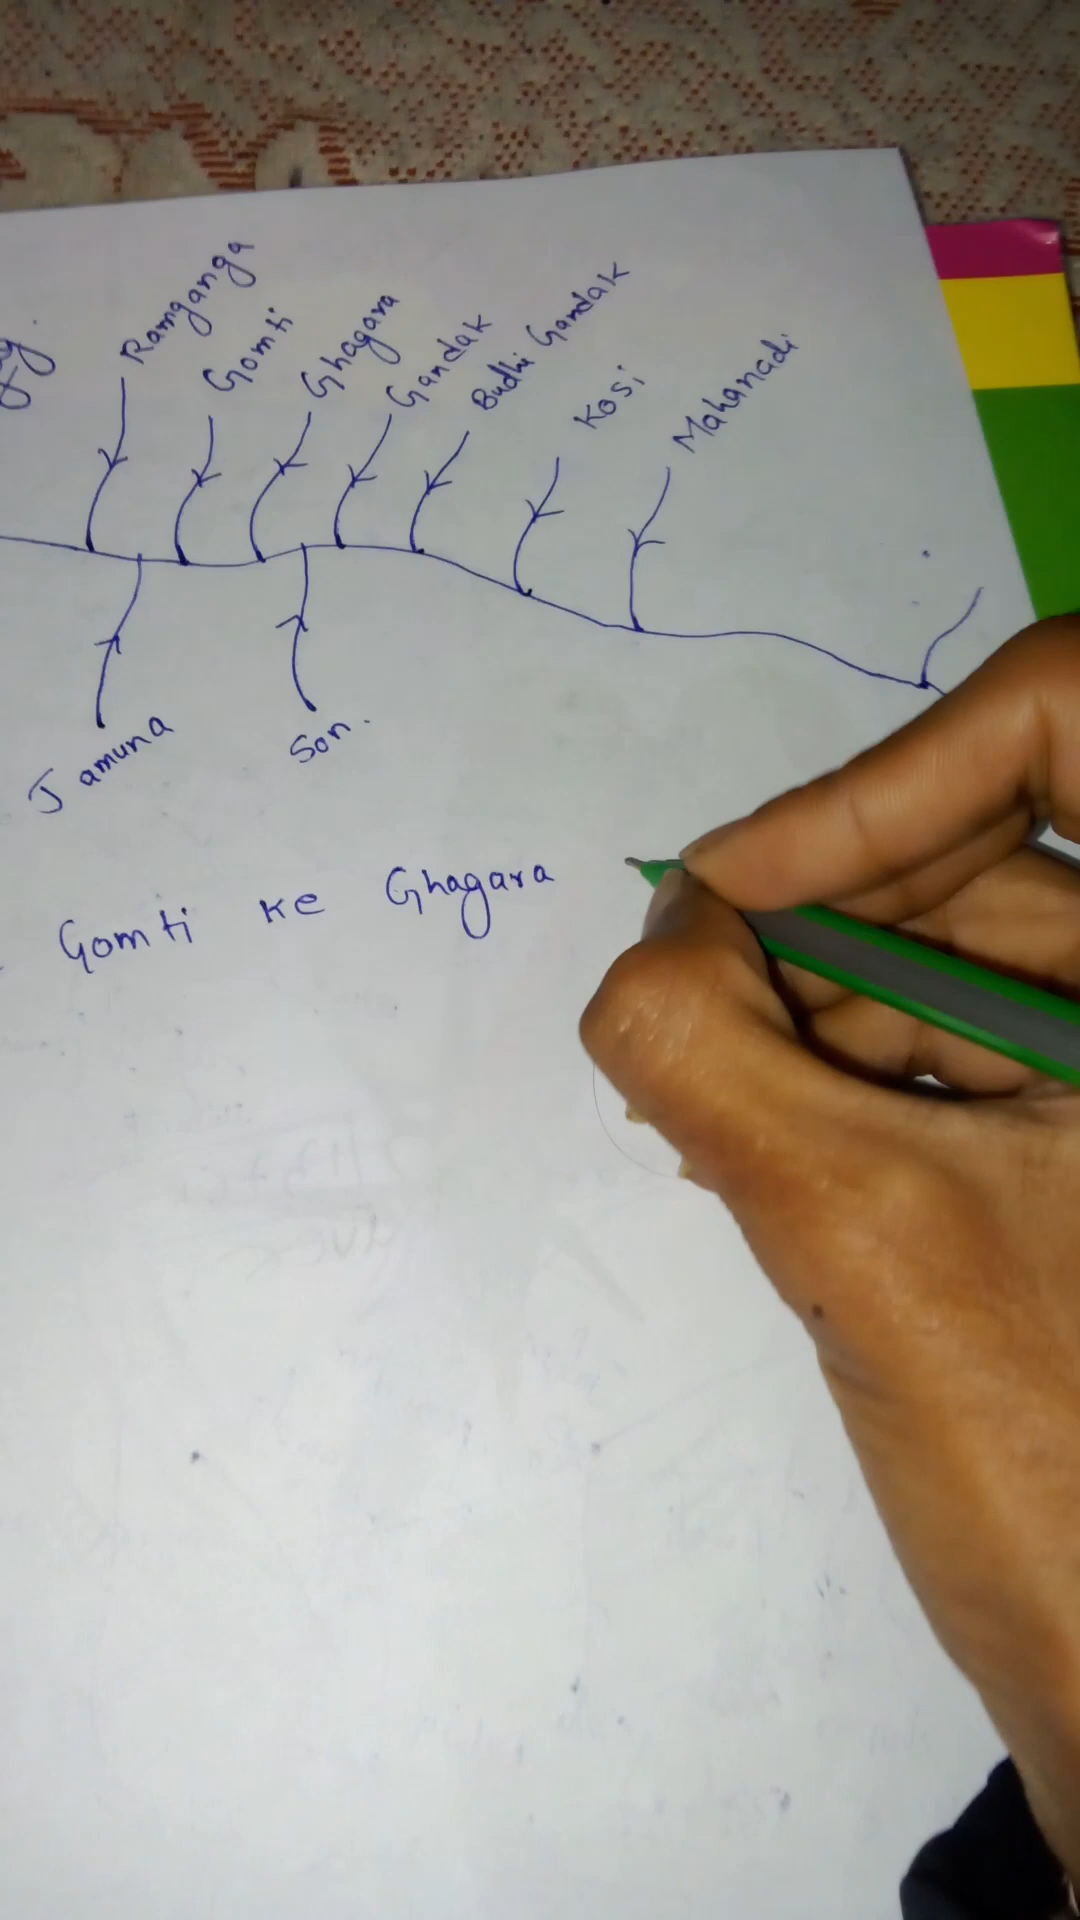 Ramganga
Gomti
Ghagara
Gandak
Budhi Gandak
Kosi
Mahanadi
Jamuna
Son.
Gomti ke Ghagara